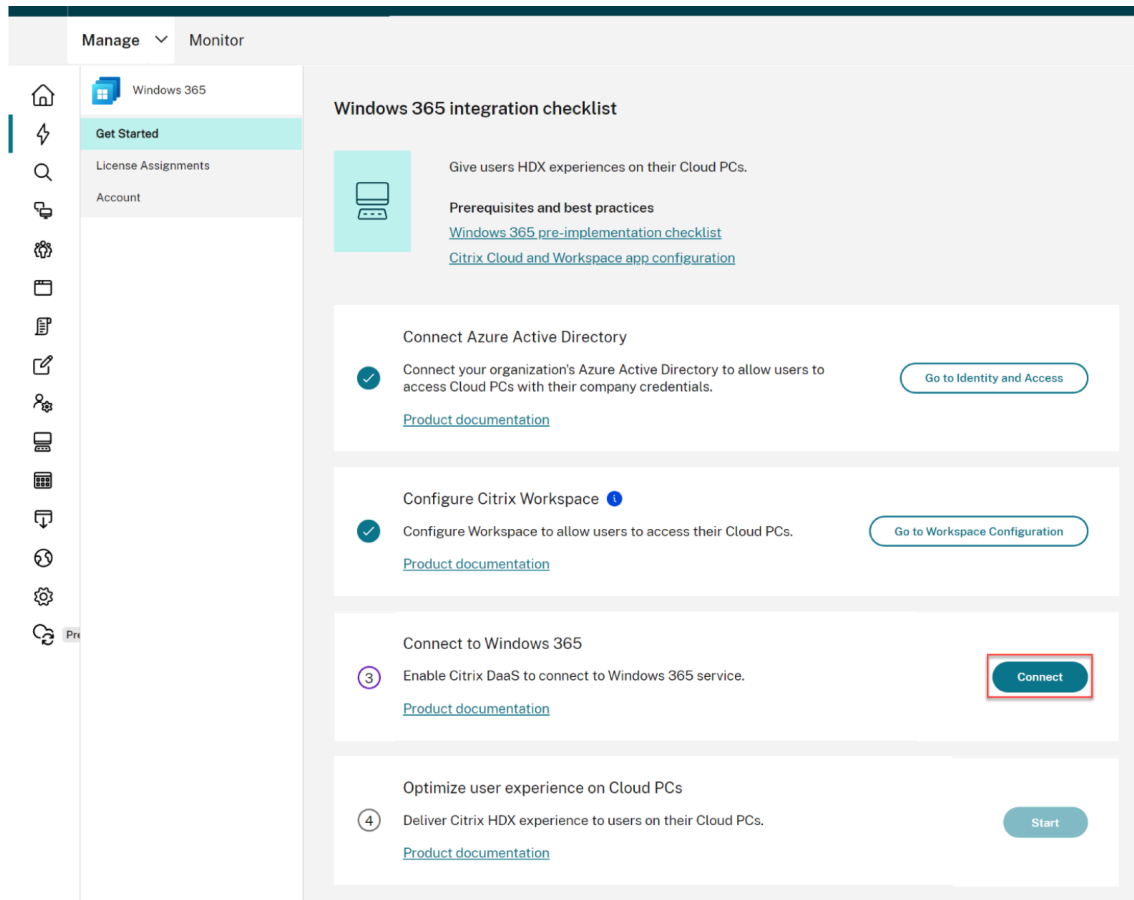 Manage
Monitor
Windows 365
Get Started
License Assignments
Account
Windows 365 integration checklist
Give users HDX experiences on their Cloud PCs.
Prerequisites and best practices
Windows 365 pre-implementation checklist
Citrix Cloud and Workspace app configuration
Connect Azure Active Directory
Connect your organization's Azure Active Directory to allow users to
access Cloud PCs with their company credentials.
Product documentation
Go to Identity and Access
Configure Citrix Workspace
Configure Workspace to allow users to access their Cloud PCs.
Product documentation
Go to Workspace Configuration
3
Connect to Windows 365
Enable Citrix DaaS to connect to Windows 365 service.
Product documentation
Connect
4
Optimize user experience on Cloud PCs
Deliver Citrix HDX experience to users on their Cloud PCs.
Product documentation
Start
Pre